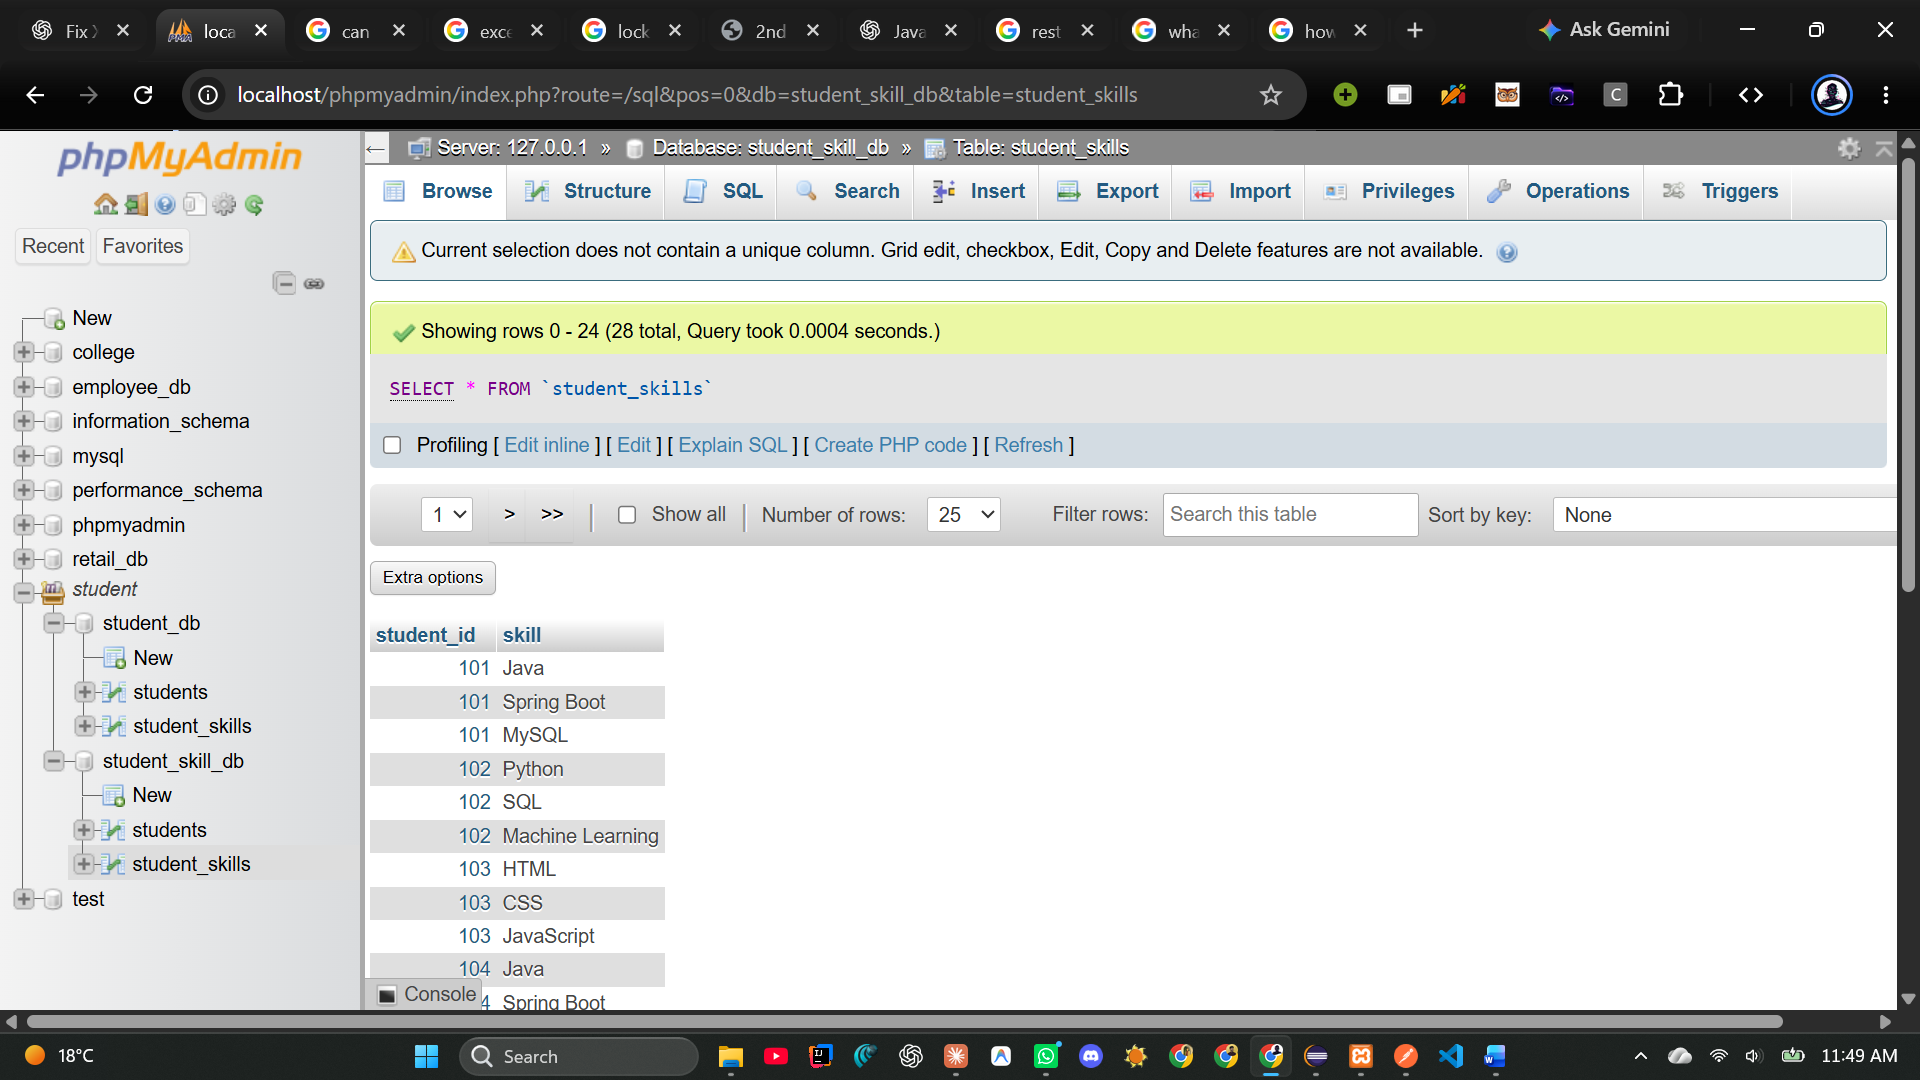 Fix
loca
can
exce
lock
2nd
Java
rest
wha
how
Ask Gemini
localhost/phpmyadmin/index.php?route=/sql&pos=0&db=student_skill_db&table=student_skills
C
phpMyAdmin
Recent
Favorites
New
college
employee_db
information_schema
mysql
performance_schema
phpmyadmin
retail_db
student
student_db
New
students
student_skills
student_skill_db
New
students
student_skills
test
Server: 127.0.0.1 » Database: student_skill_db » Table: student_skills
Browse
Structure
SQL
Search
Insert
Export
Import
Privileges
Operations
Triggers
Current selection does not contain a unique column. Grid edit, checkbox, Edit, Copy and Delete features are not available.
Showing rows 0 - 24 (28 total, Query took 0.0004 seconds.)
SELECT * FROM `student_skills`
Profiling [ Edit inline ] [ Edit ] [ Explain SQL ] [ Create PHP code ] [ Refresh ]
1 > >> | Show all | Number of rows: 25 Filter rows: Search this table Sort by key: None
Extra options
student_id skill
101 Java
101 Spring Boot
101 MySQL
102 Python
102 SQL
102 Machine Learning
103 HTML
103 CSS
103 JavaScript
104 Java
4 Spring Boot
Console
18°C
Search
11:49 AM